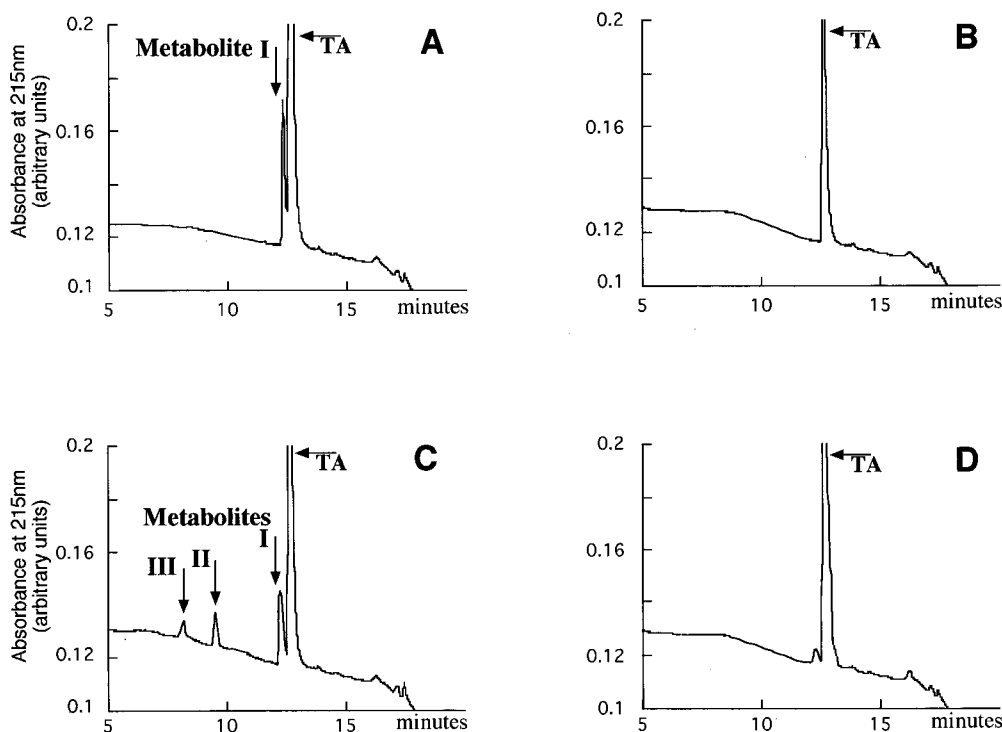 A
0.2
Metabolite I
TA
0.16
0.12
0.1
5
10
15
minutes
Absorbance at 215nm
(arbitrary units)
B
0.2
TA
0.16
0.12
0.1
5
10
15
minutes
C
0.2
TA
Metabolites
I
II
III
0.16
0.12
0.1
5
10
15
minutes
Absorbance at 215nm
(arbitrary units)
D
0.2
TA
0.16
0.12
0.1
5
10
15
minutes